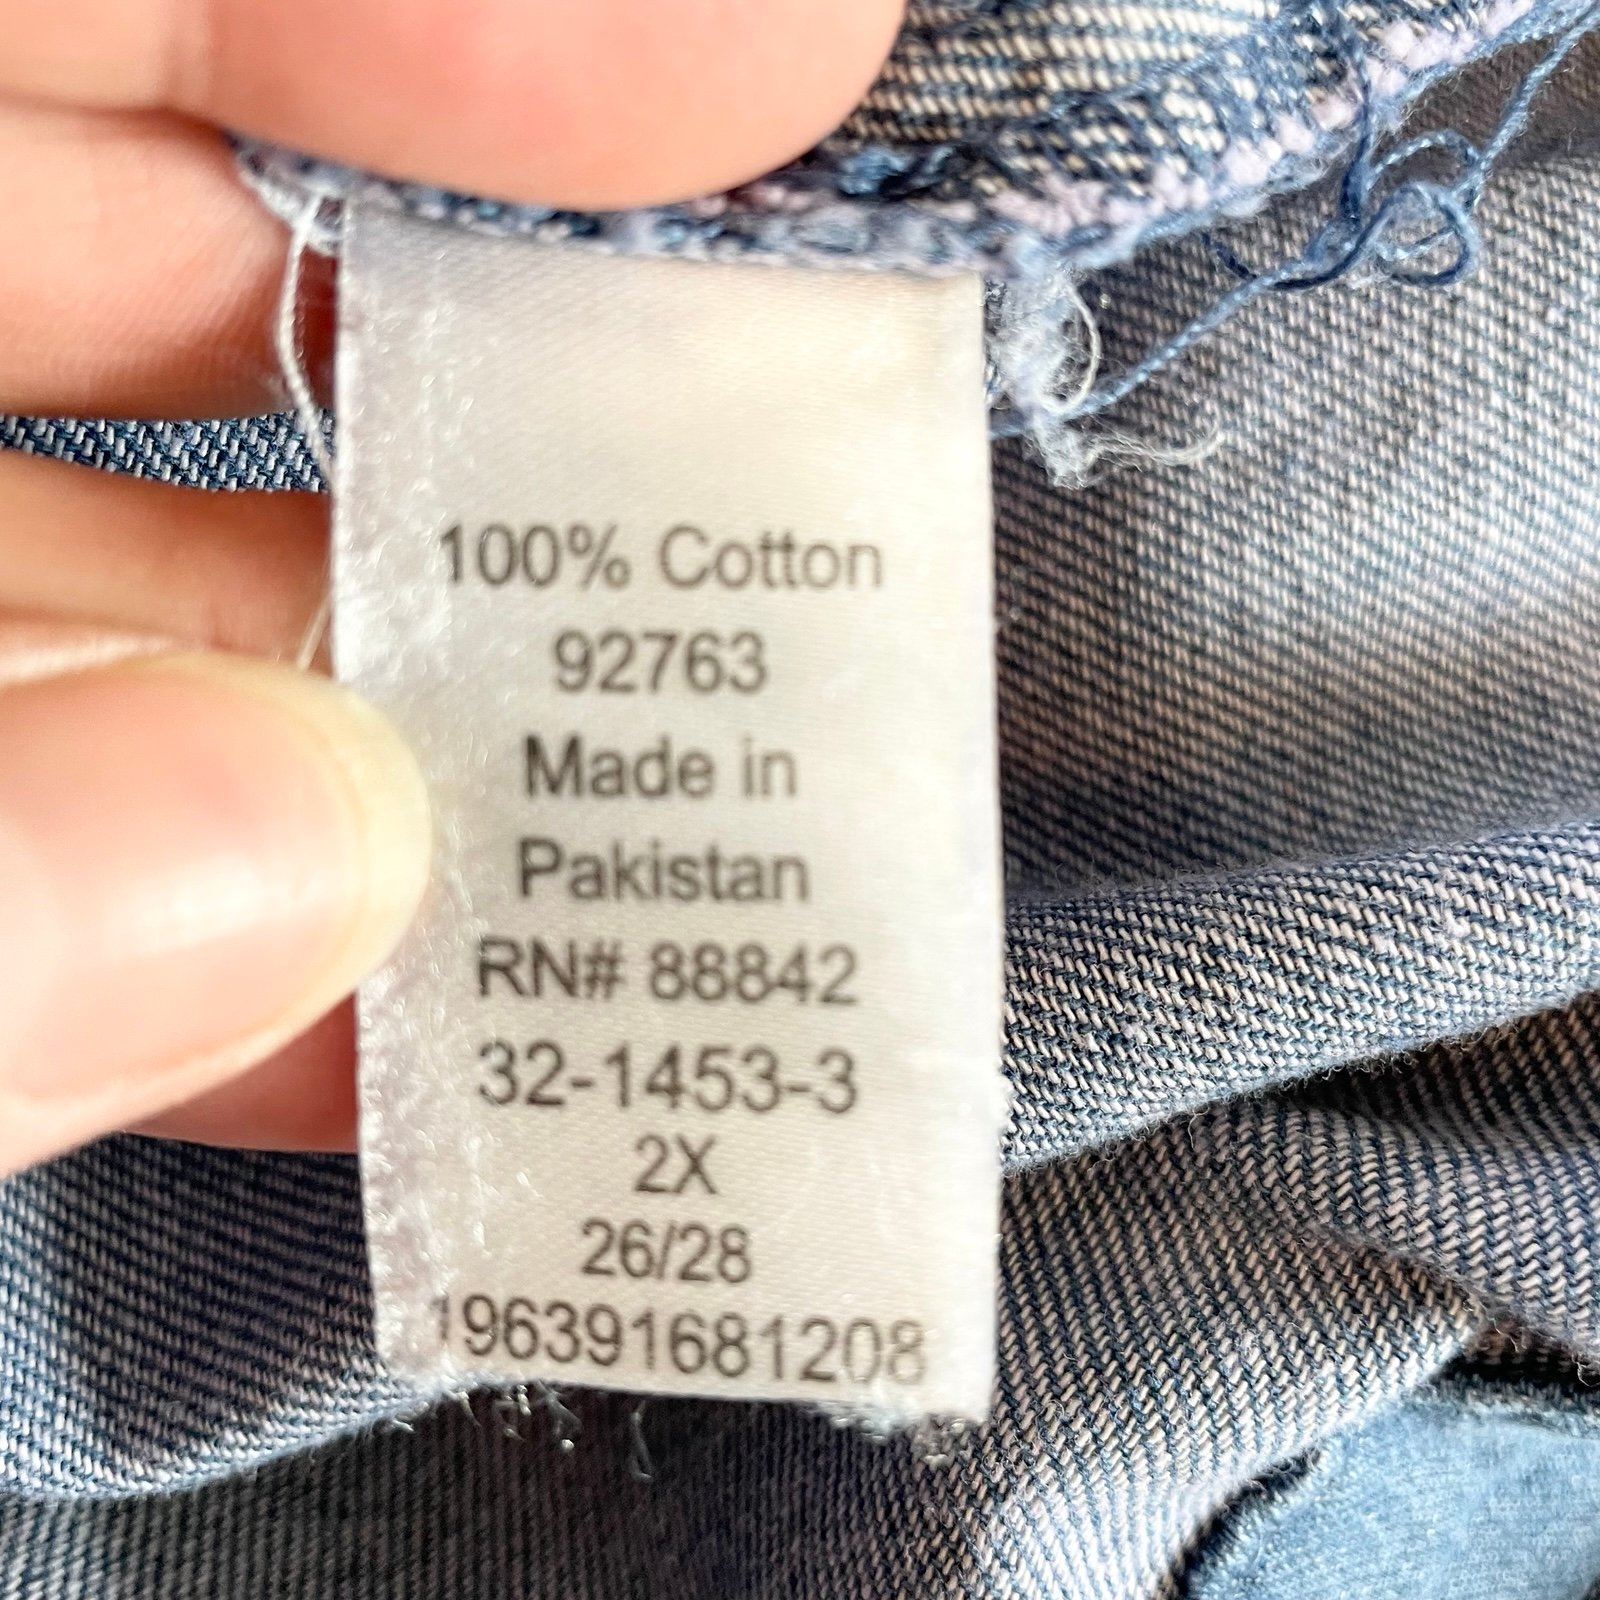 100% Cotton
92763
Made in
Pakistan
RN# 88842
32-1453-3
2X
26/28
196391681208